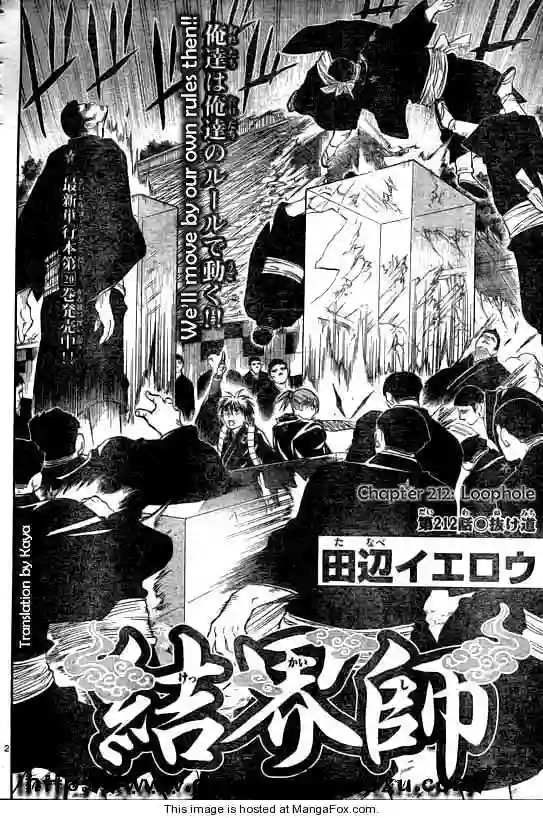 俺達は俺達のルールで動く!!
We'll move by our own rules then!!
★最新単行本第20巻発売中!!
Chapter 212: Loophole
第212話◉抜け道
田辺イエロウ
結界師
Translation by Kaya
2
This image is hosted at MangaFox.com.